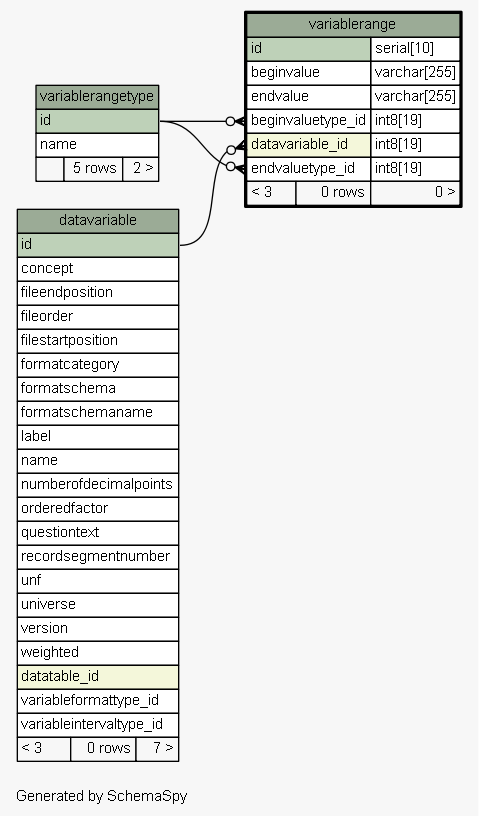 variablerange
id serial[10]
beginvalue varchar[255]
endvalue varchar[255]
beginvaluetype_id int8[19]
datavariable_id int8[19]
endvaluetype_id int8[19]
< 3 0 rows 0 >
variablerangetype
id
name
5 rows 2 >
datavariable
id
concept
fileendposition
fileorder
filestartposition
formatcategory
formatschema
formatschemaname
label
name
numberofdecimalpoints
orderedfactor
questiontext
recordsegmentnumber
unf
universe
version
weighted
datatable_id
variableformattype_id
variableintervaltype_id
< 3 0 rows 7 >
Generated by SchemaSpy